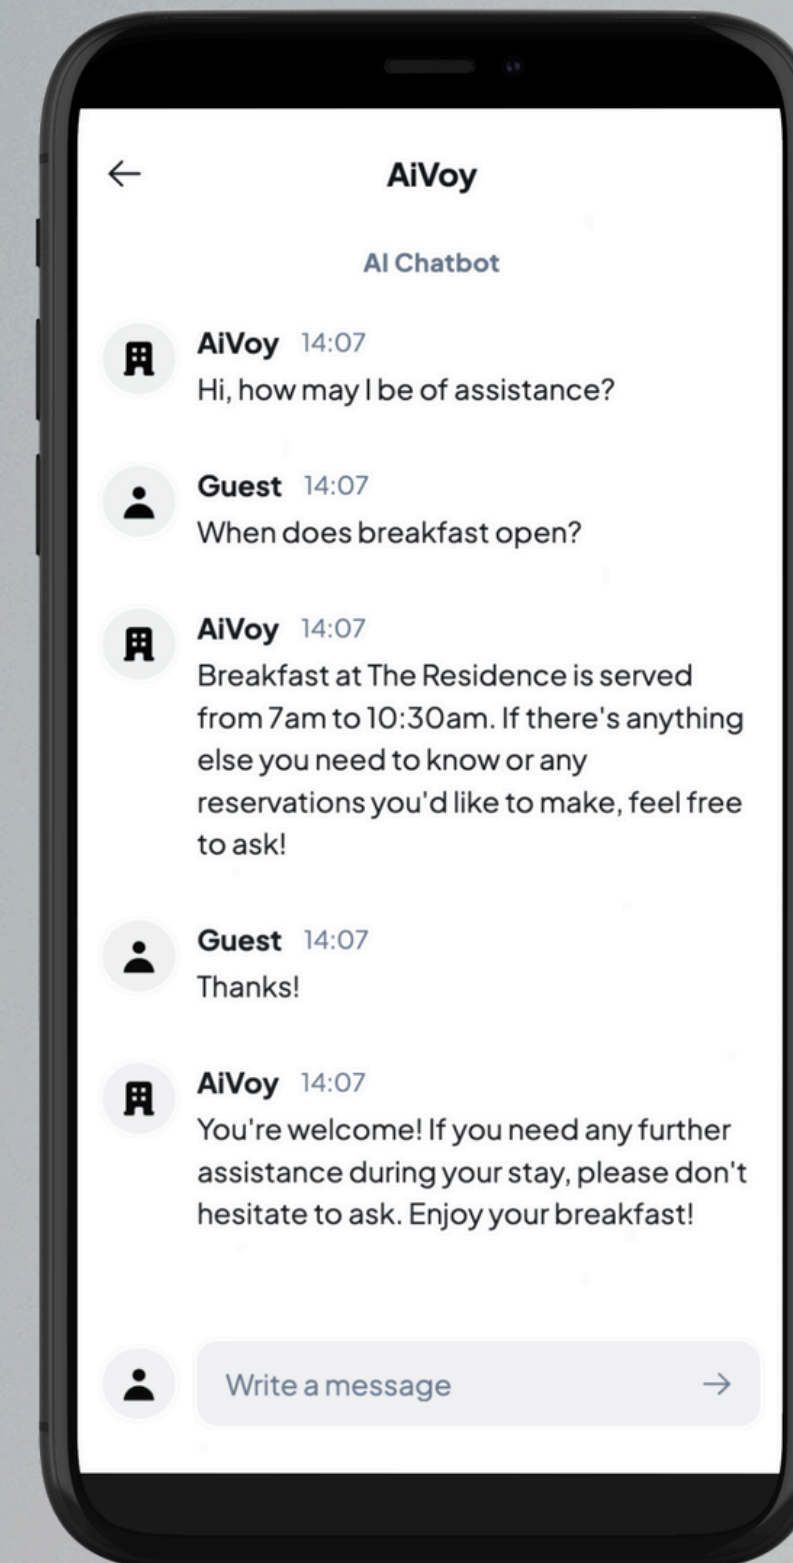 AiVoy
AI Chatbot
AiVoy 14:07
Hi, how may I be of assistance?
Guest 14:07
When does breakfast open?
AiVoy 14:07
Breakfast at The Residence is served
from 7am to 10:30am. If there's anything
else you need to know or any
reservations you'd like to make, feel free
to ask!
Guest 14:07
Thanks!
AiVoy 14:07
You're welcome! If you need any further
assistance during your stay, please don't
hesitate to ask. Enjoy your breakfast!
Write a message